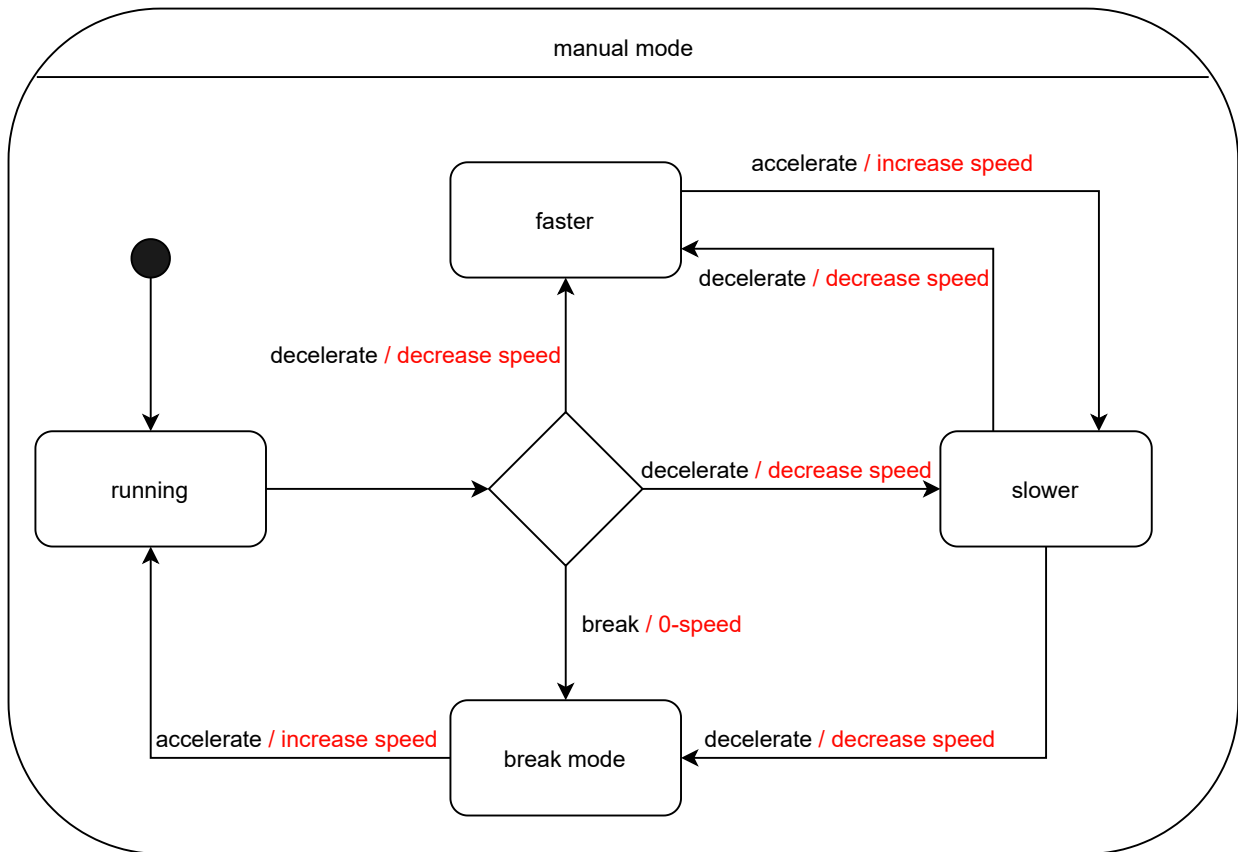 manual mode
accelerate / increase speed
faster
decelerate / decrease speed
decelerate / decrease speed
decelerate / decrease speed
running
slower
break / 0-speed
accelerate / increase speed
decelerate / decrease speed
break mode